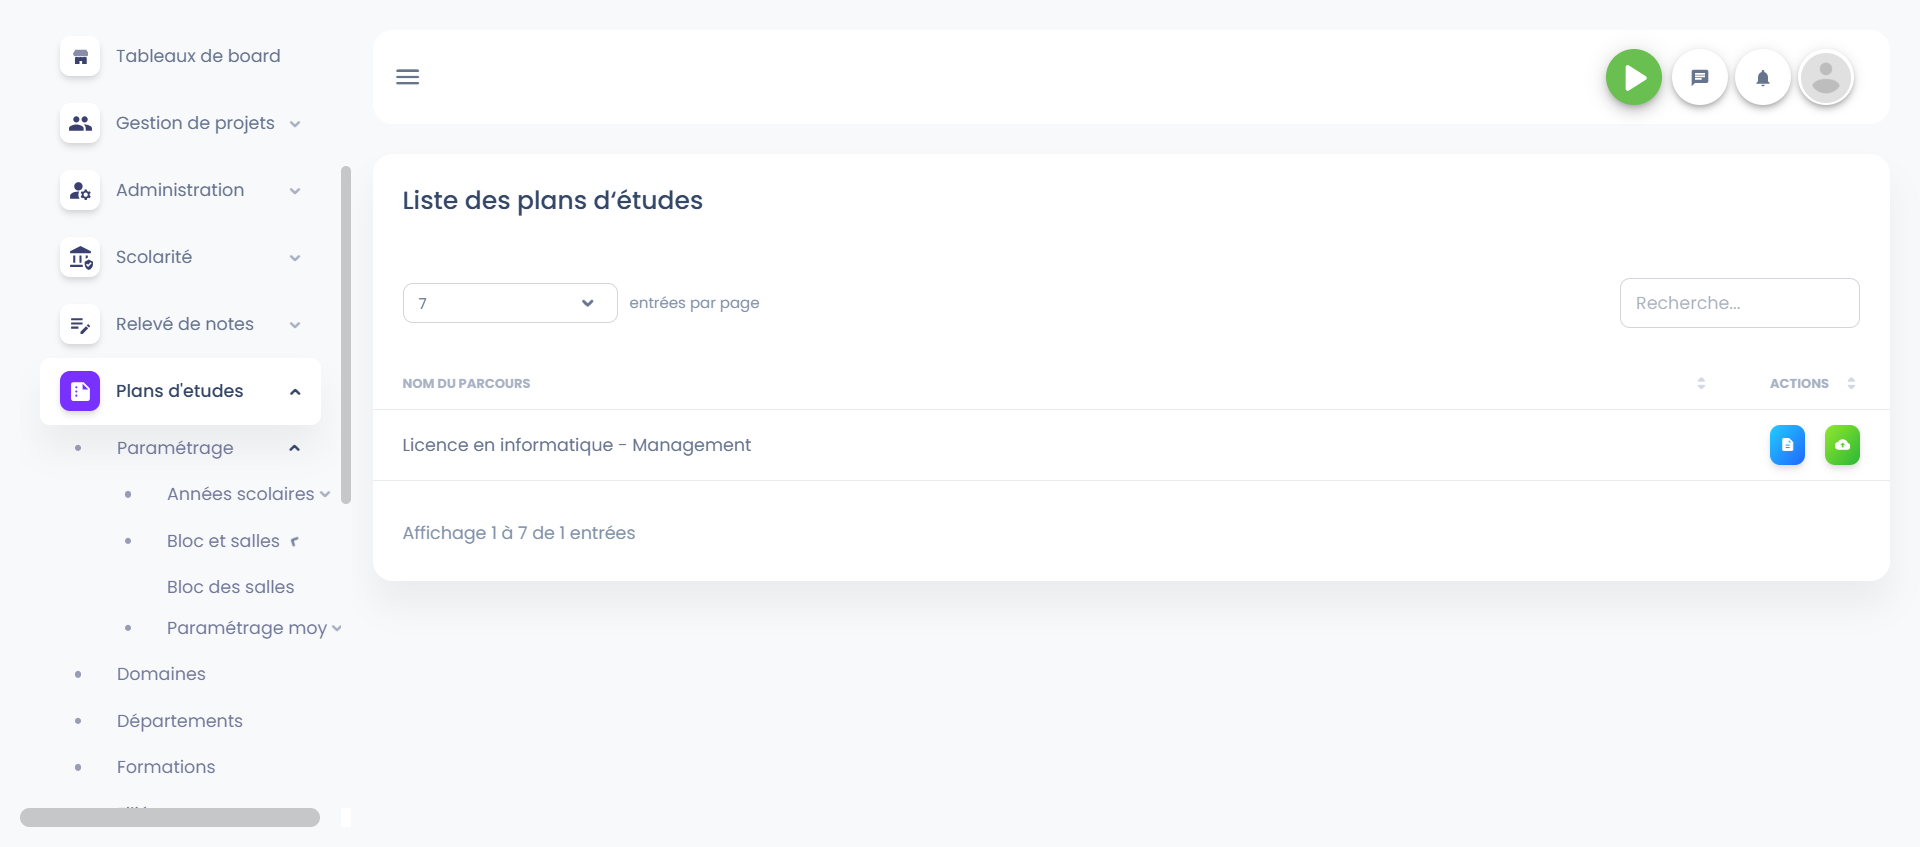 Tableaux de board
Gestion de projets
Administration
Scolarité
Relevé de notes
Plans d'etudes
Paramétrage
Années scolaires
Bloc et salles
Bloc des salles
Paramétrage moy
Domaines
Départements
Formations
Liste des plans d‘études
7 entrées par page
Recherche...
NOM DU PARCOURS ACTIONS
Licence en informatique - Management
Affichage 1 à 7 de 1 entrées